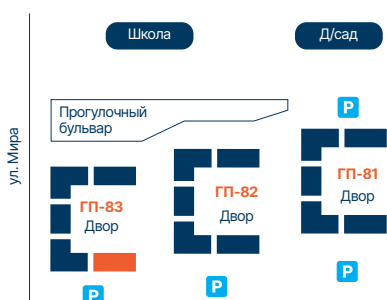 Школа
Д/сад
ул. Мира
Прогулочный
бульвар
P
ГП-81
Двор
ГП-82
Двор
ГП-83
Двор
P
P
P